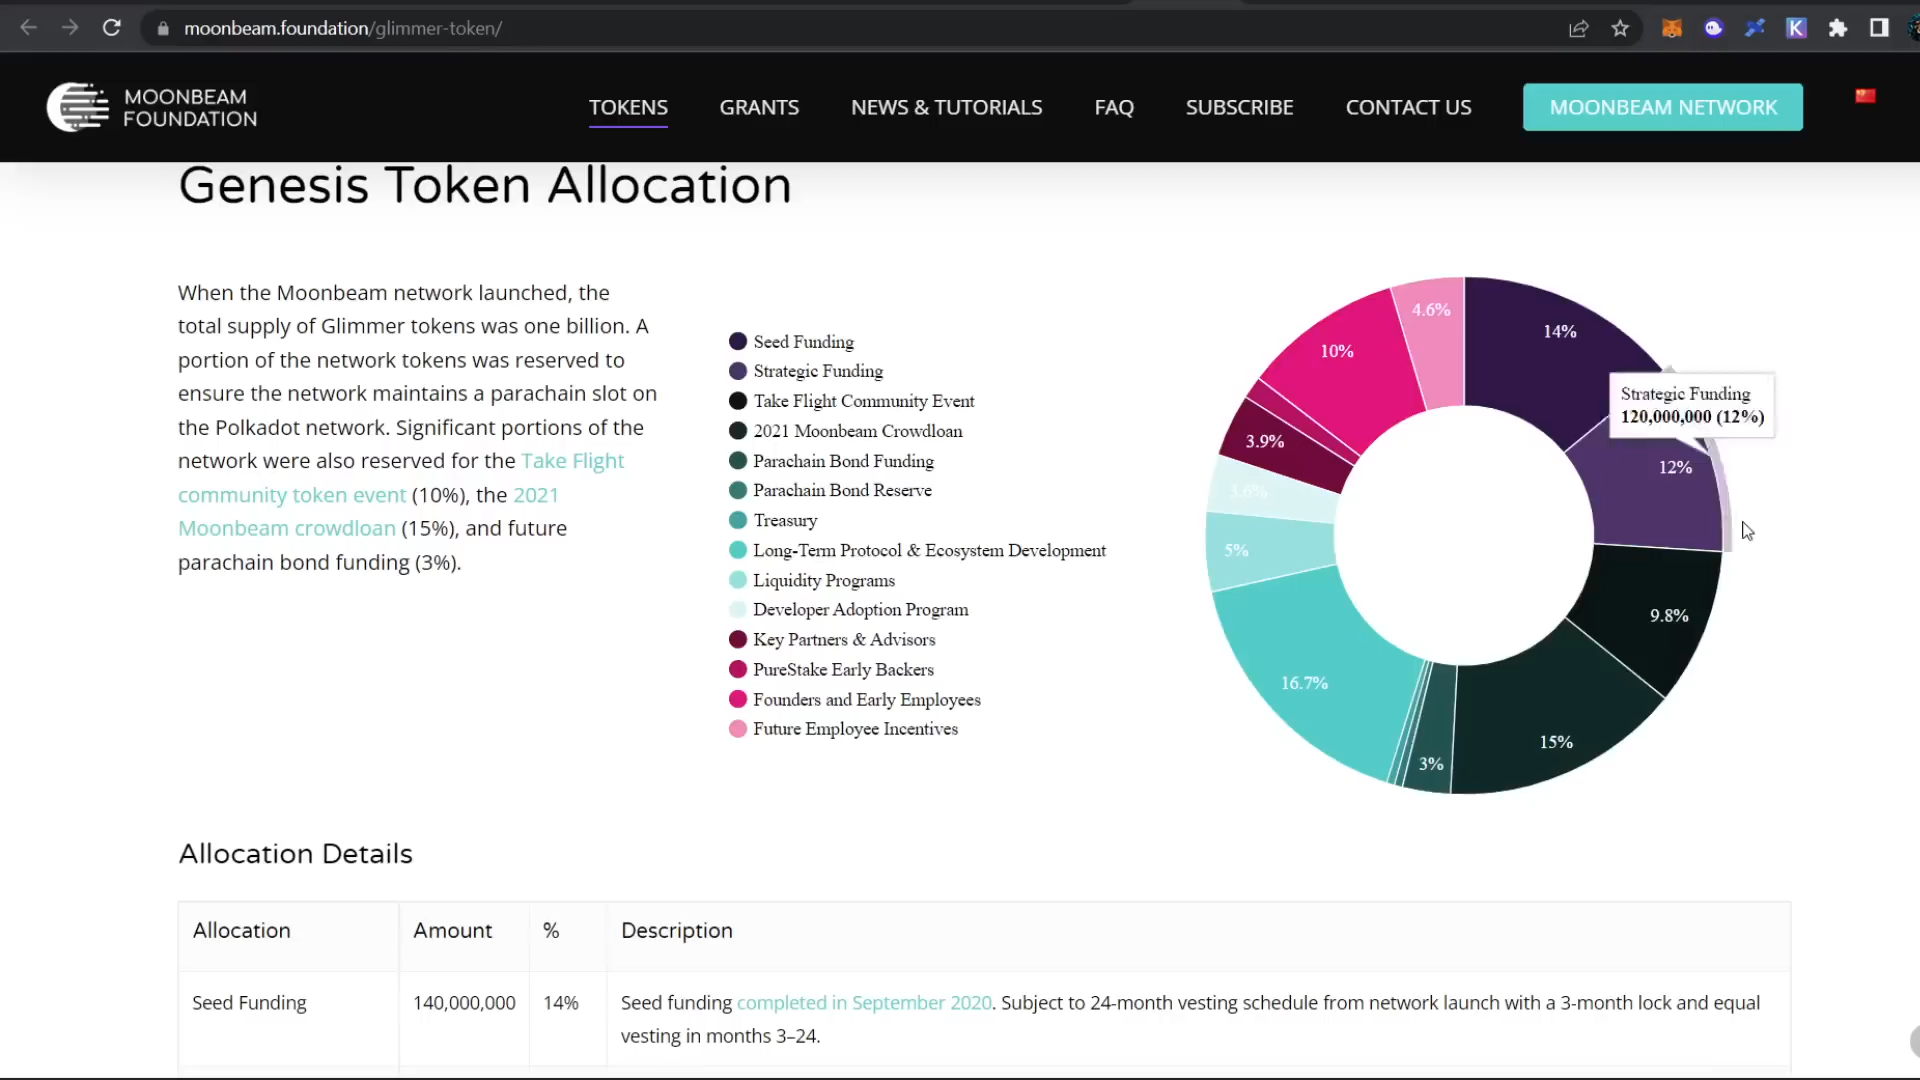 moonbeam.foundation/glimmer-token/
MOONBEAM
FOUNDATION
TOKENS
GRANTS
NEWS & TUTORIALS
FAQ
SUBSCRIBE
CONTACT US
MOONBEAM NETWORK
Genesis Token Allocation
When the Moonbeam network launched, the
total supply of Glimmer tokens was one billion. A
portion of the network tokens was reserved to
ensure the network maintains a parachain slot on
the Polkadot network. Significant portions of the
network were also reserved for the Take Flight
community token event (10%), the 2021
Moonbeam crowdloan (15%), and future
parachain bond funding (3%).
Seed Funding
Strategic Funding
Take Flight Community Event
2021 Moonbeam Crowdloan
Parachain Bond Funding
Parachain Bond Reserve
Treasury
Long-Term Protocol & Ecosystem Development
Liquidity Programs
Developer Adoption Program
Key Partners & Advisors
PureStake Early Backers
Founders and Early Employees
Future Employee Incentives
4.6%
14%
10%
Strategic Funding
120,000,000 (12%)
3.9%
12%
3.6%
5%
9.8%
16.7%
15%
3%
Allocation Details
Allocation
Amount
%
Description
Seed Funding
140,000,000
14%
Seed funding completed in September 2020. Subject to 24-month vesting schedule from network launch with a 3-month lock and equal
vesting in months 3–24.
K